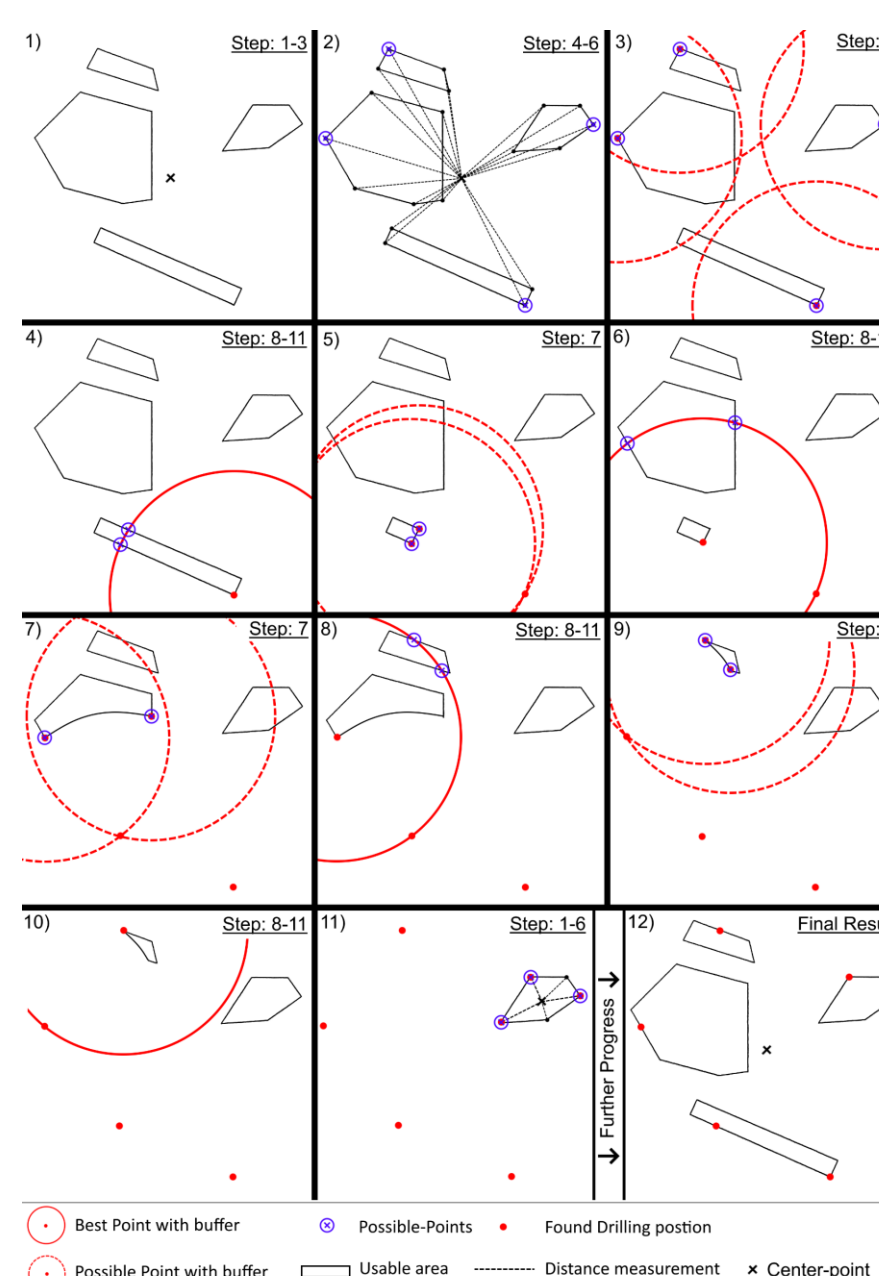 1) Step: 1-3
2) Step: 4-6
3) Step:
4) Step: 8-11
5) Step: 7
6) Step: 8-
7) Step: 7
8) Step: 8-11
9) Step:
10) Step: 8-11
11) Step: 1-6
Further Progress
12) Final Resu
Best Point with buffer
Possible-Points
Found Drilling postion
Possible Point with buffer
Usable area
Distance measurement
Center-point